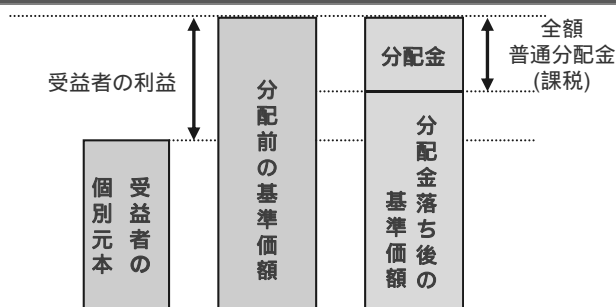 受益者の利益
受益者の
個別元本
分配前の基準価額
分配金
分配金落ち後の
基準価額
全額
普通分配金
(課税)